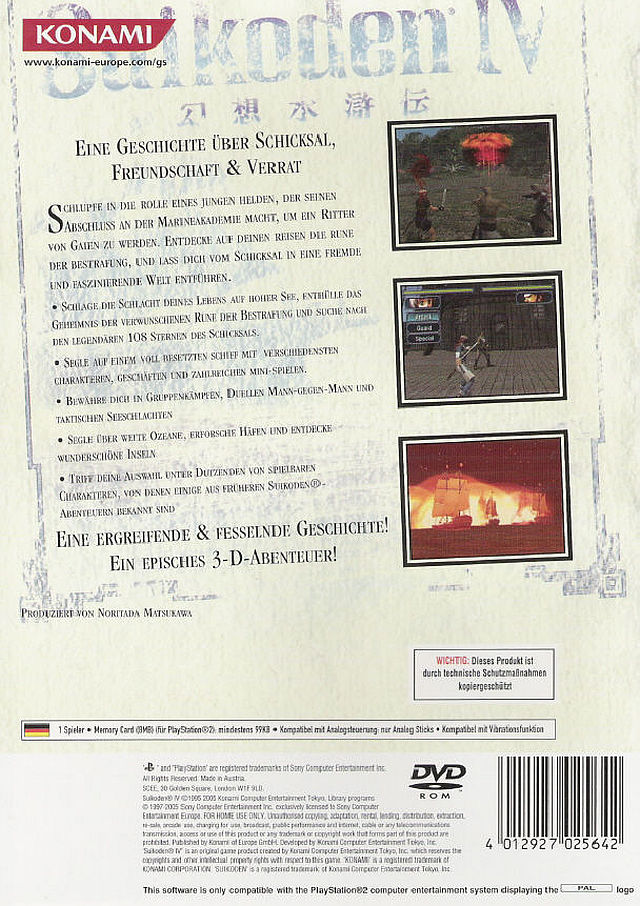 Suikoden IV
KONAMI
www.konami-europe.com/gs
幻想水滸伝
EINE GESCHICHTE ÜBER SCHICKSAL,
FREUNDSCHAFT & VERRAT
SCHLÜPFE IN DIE ROLLE EINES JUNGEN HELDEN, DER SEINEN
ABSCHLUSS AN DER MARINEAKADEMIE MACHT, UM EIN RITTER
VON GAIEN ZU WERDEN. ENTDECKE AUF DEINEN REISEN DIE RUNE
DER BESTRAFUNG, UND LASS DICH VOM SCHICKSAL IN EINE FREMDE
UND FASZINIERENDE WELT ENTFÜHREN.
• SCHLAGE DIE SCHLACHT DEINES LEBENS AUF HOHER SEE, ENTHÜLLE DAS
GEHEIMNIS DER VERWUNSCHENEN RUNE DER BESTRAFUNG UND SUCHE NACH
DEN LEGENDÄREN 108 STERNEN DES SCHICKSALS.
• SEGLE AUF EINEM VOLL BESETZTEN SCHIFF MIT VERSCHIEDENSTEN
CHARAKTEREN, GESCHÄFTEN UND ZAHLREICHEN MINI-SPIELEN.
• BEWÄHRE DICH IN GRUPPENKÄMPFEN, DUELLEN MANN-GEGEN-MANN UND
TAKTISCHEN SEESCHLACHTEN
• SEGLE ÜBER WEITE OZEANE, ERFORSCHE HÄFEN UND ENTDECKE
WUNDERSCHÖNE INSELN
• TRIFF DEINE AUSWAHL UNTER DUTZENDEN VON SPIELBAREN
CHARAKTEREN, VON DENEN EINIGE AUS FRÜHEREN SUIKODEN®-
ABENTEUERN BEKANNT SIND
EINE ERGREIFENDE & FESSELNDE GESCHICHTE!
EIN EPISCHES 3-D-ABENTEUER!
Attack
Guard
Special
PRODUZIERT VON NORITADA MATSUKAWA
WICHTIG: Dieses Produkt ist
durch technische Schutzmaßnahmen
kopiergeschützt
1 Spieler • Memory Card (8MB) (für PlayStation®2): mindestens 99KB • Kompatibel mit Analogsteuerung: nur Analog Sticks • Kompatibel mit Vibrationsfunktion
" " and "PlayStation" are registered trademarks of Sony Computer Entertainment Inc.
All Rights Reserved. Made in Austria.
SCEE, 30 Golden Square, London W1F 9LD.
Suikoden® IV ©1995 2005 Konami Computer Entertainment Tokyo, Library programs
© 1997-2005 Sony Computer Entertainment Inc. exclusively licensed to Sony Computer
Entertainment Europe. FOR HOME USE ONLY. Unauthorised copying, adaptation, rental, lending, distribution, extraction,
re-sale, arcade use, charging for use, broadcast, public performance and internet, cable or any telecommunications
transmission, access or use of this product or any trademark or copyright work that forms part of this product are
prohibited. Published by Konami of Europe GmbH. Developed by Konami Computer Entertainment Tokyo, Inc.
"Suikoden® IV" is an original game product created by Konami Computer Entertainment Tokyo, Inc. which reserves the
copyrights and other intellectual property rights with respect to this game. "KONAMI" is a registered trademark of
KONAMI CORPORATION. "SUIKODEN" is a registered trademark of Konami Computer Entertainment Tokyo, Inc.
DVD
ROM
4 012927 025642
This software is only compatible with the PlayStation®2 computer entertainment system displaying the PAL logo